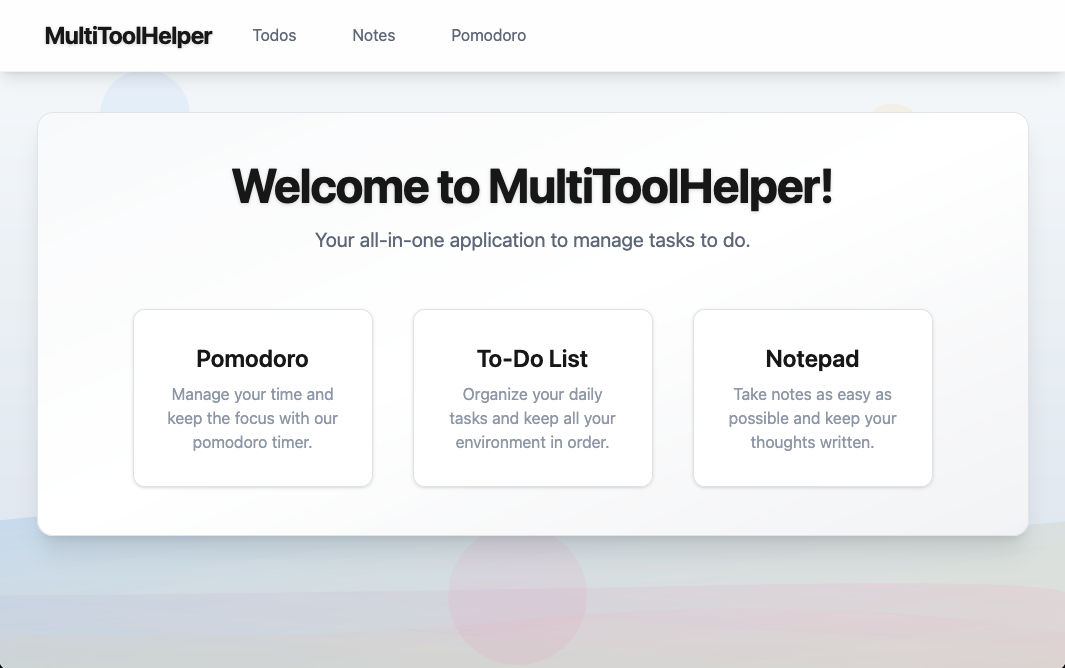 MultiToolHelper Todos Notes Pomodoro
Welcome to MultiToolHelper!
Your all-in-one application to manage tasks to do.
Pomodoro
Manage your time and
keep the focus with our
pomodoro timer.
To-Do List
Organize your daily
tasks and keep all your
environment in order.
Notepad
Take notes as easy as
possible and keep your
thoughts written.